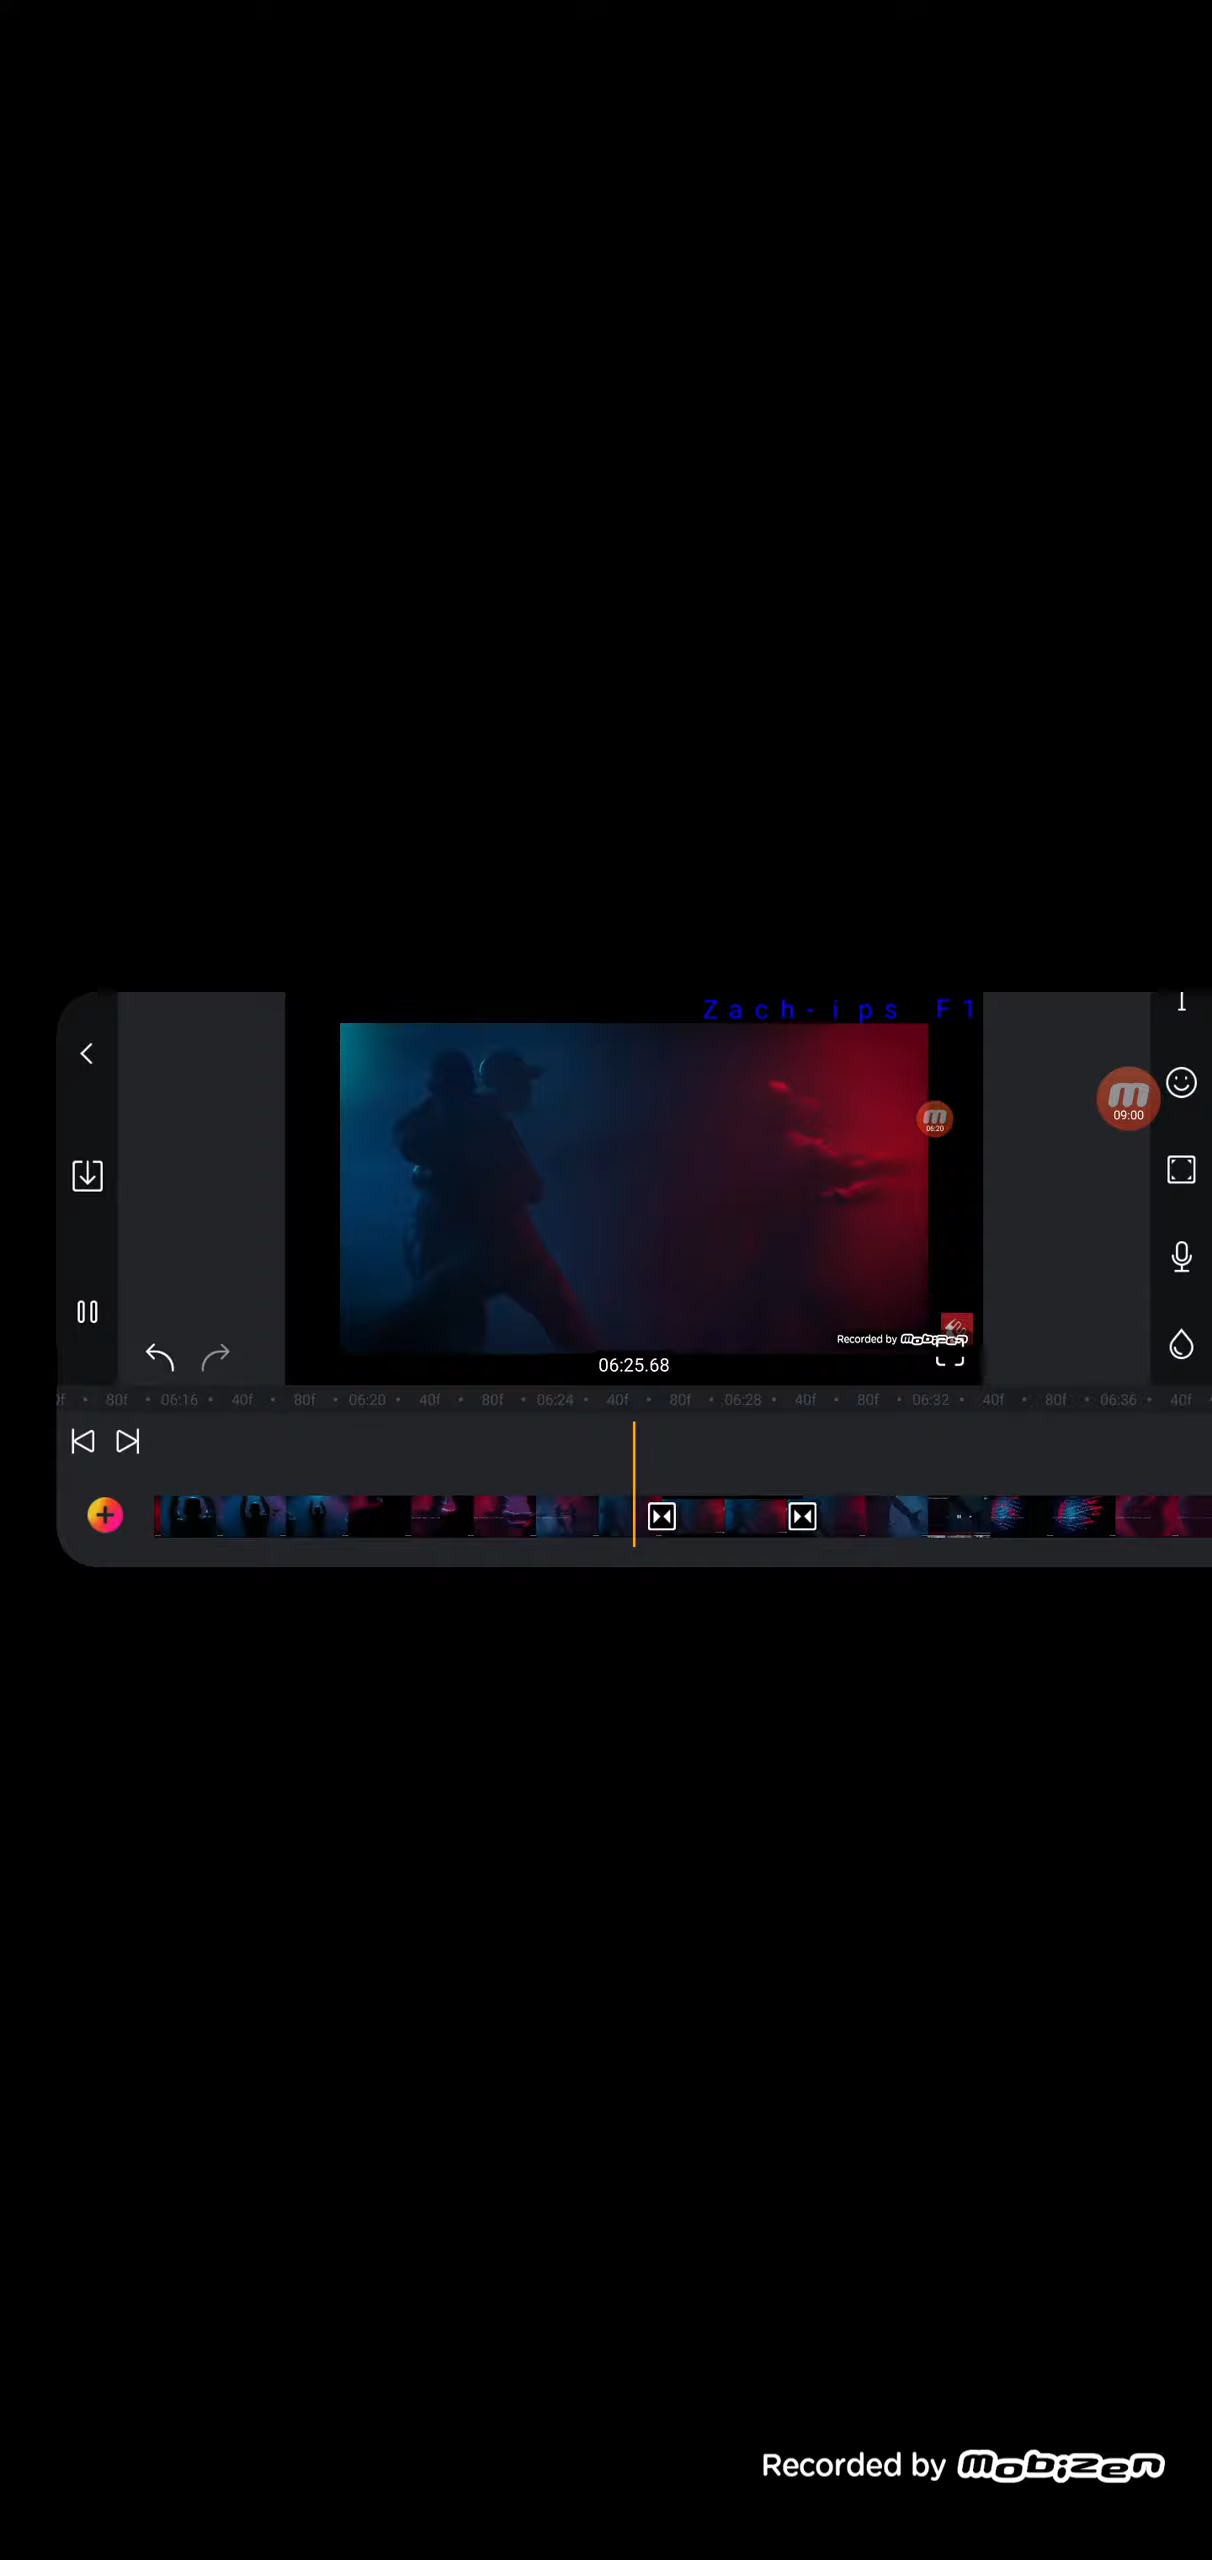 Zach-ips F1
09:00
06:20
Recorded by mobizen
06:25.68
80f 06:16 40f 80f 06:20 40f 80f 06:24 40f 80f 06:28 40f 80f 06:32 40f 80f 06:36 40f
Recorded by mobizen